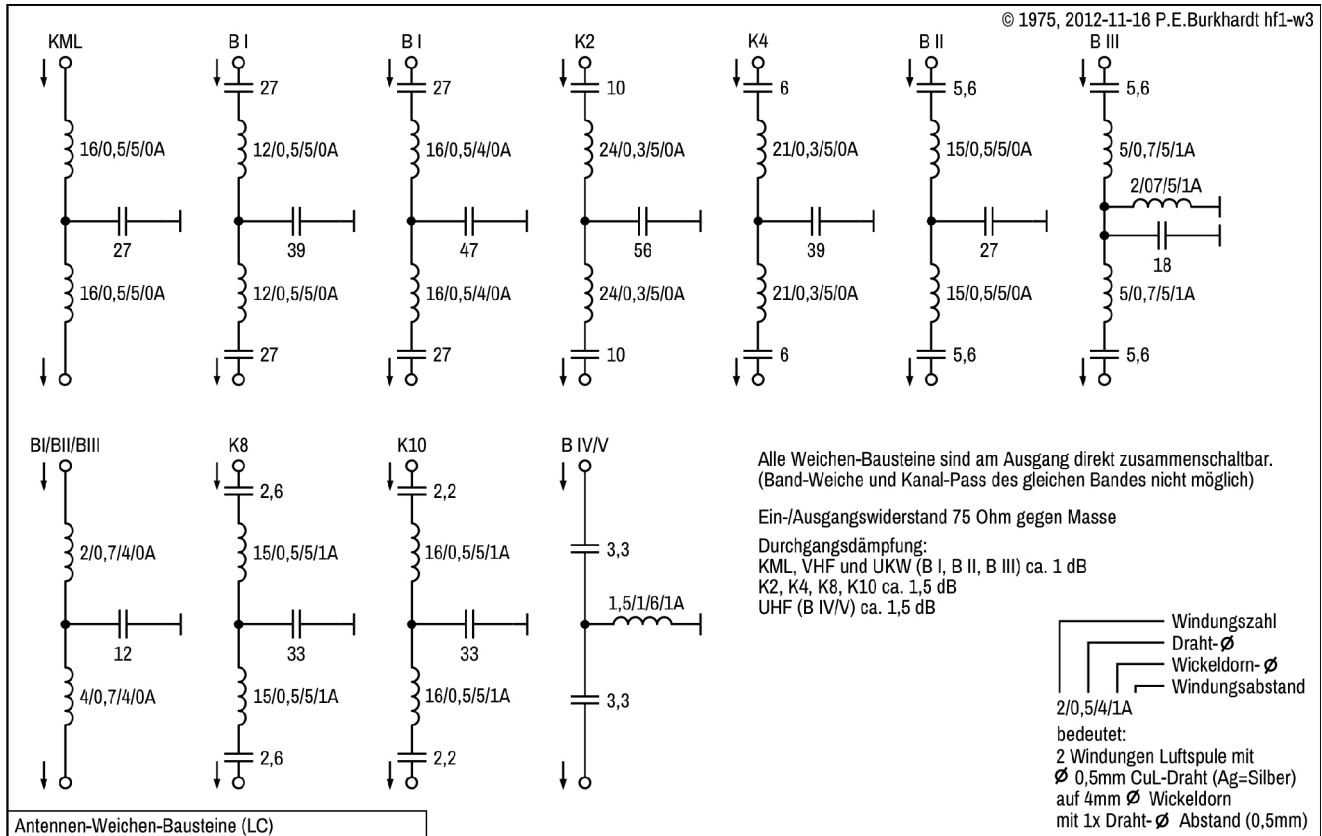 © 1975, 2012-11-16 P.E.Burkhardt hf1-w3
KML
16/0,5/5/0A
27
16/0,5/5/0A
B I
27
12/0,5/5/0A
39
12/0,5/5/0A
27
B I
27
16/0,5/4/0A
47
16/0,5/4/0A
27
K2
10
24/0,3/5/0A
56
24/0,3/5/0A
10
K4
6
21/0,3/5/0A
39
21/0,3/5/0A
6
B II
5,6
15/0,5/5/0A
27
15/0,5/5/0A
5,6
B III
5,6
5/0,7/5/1A
2/07/5/1A
18
5/0,7/5/1A
5,6
BI/BII/BIII
2/0,7/4/0A
12
4/0,7/4/0A
K8
2,6
15/0,5/5/1A
33
15/0,5/5/1A
2,6
K10
2,2
16/0,5/5/1A
33
16/0,5/5/1A
2,2
B IV/V
3,3
1,5/1/6/1A
3,3
Alle Weichen-Bausteine sind am Ausgang direkt zusammenschaltbar.
(Band-Weiche und Kanal-Pass des gleichen Bandes nicht möglich)
Ein-/Ausgangswiderstand 75 Ohm gegen Masse
Durchgangsdämpfung:
KML, VHF und UKW (B I, B II, B III) ca. 1 dB
K2, K4, K8, K10 ca. 1,5 dB
UHF (B IV/V) ca. 1,5 dB
Windungszahl
Draht-Ø
Wickeldorn-Ø
Windungsabstand
2/0,5/4/1A
bedeutet:
2 Windungen Luftspule mit
Ø 0,5mm CuL-Draht (Ag=Silber)
auf 4mm Ø Wickeldorn
mit 1x Draht-Ø Abstand (0,5mm)
Antennen-Weichen-Bausteine (LC)